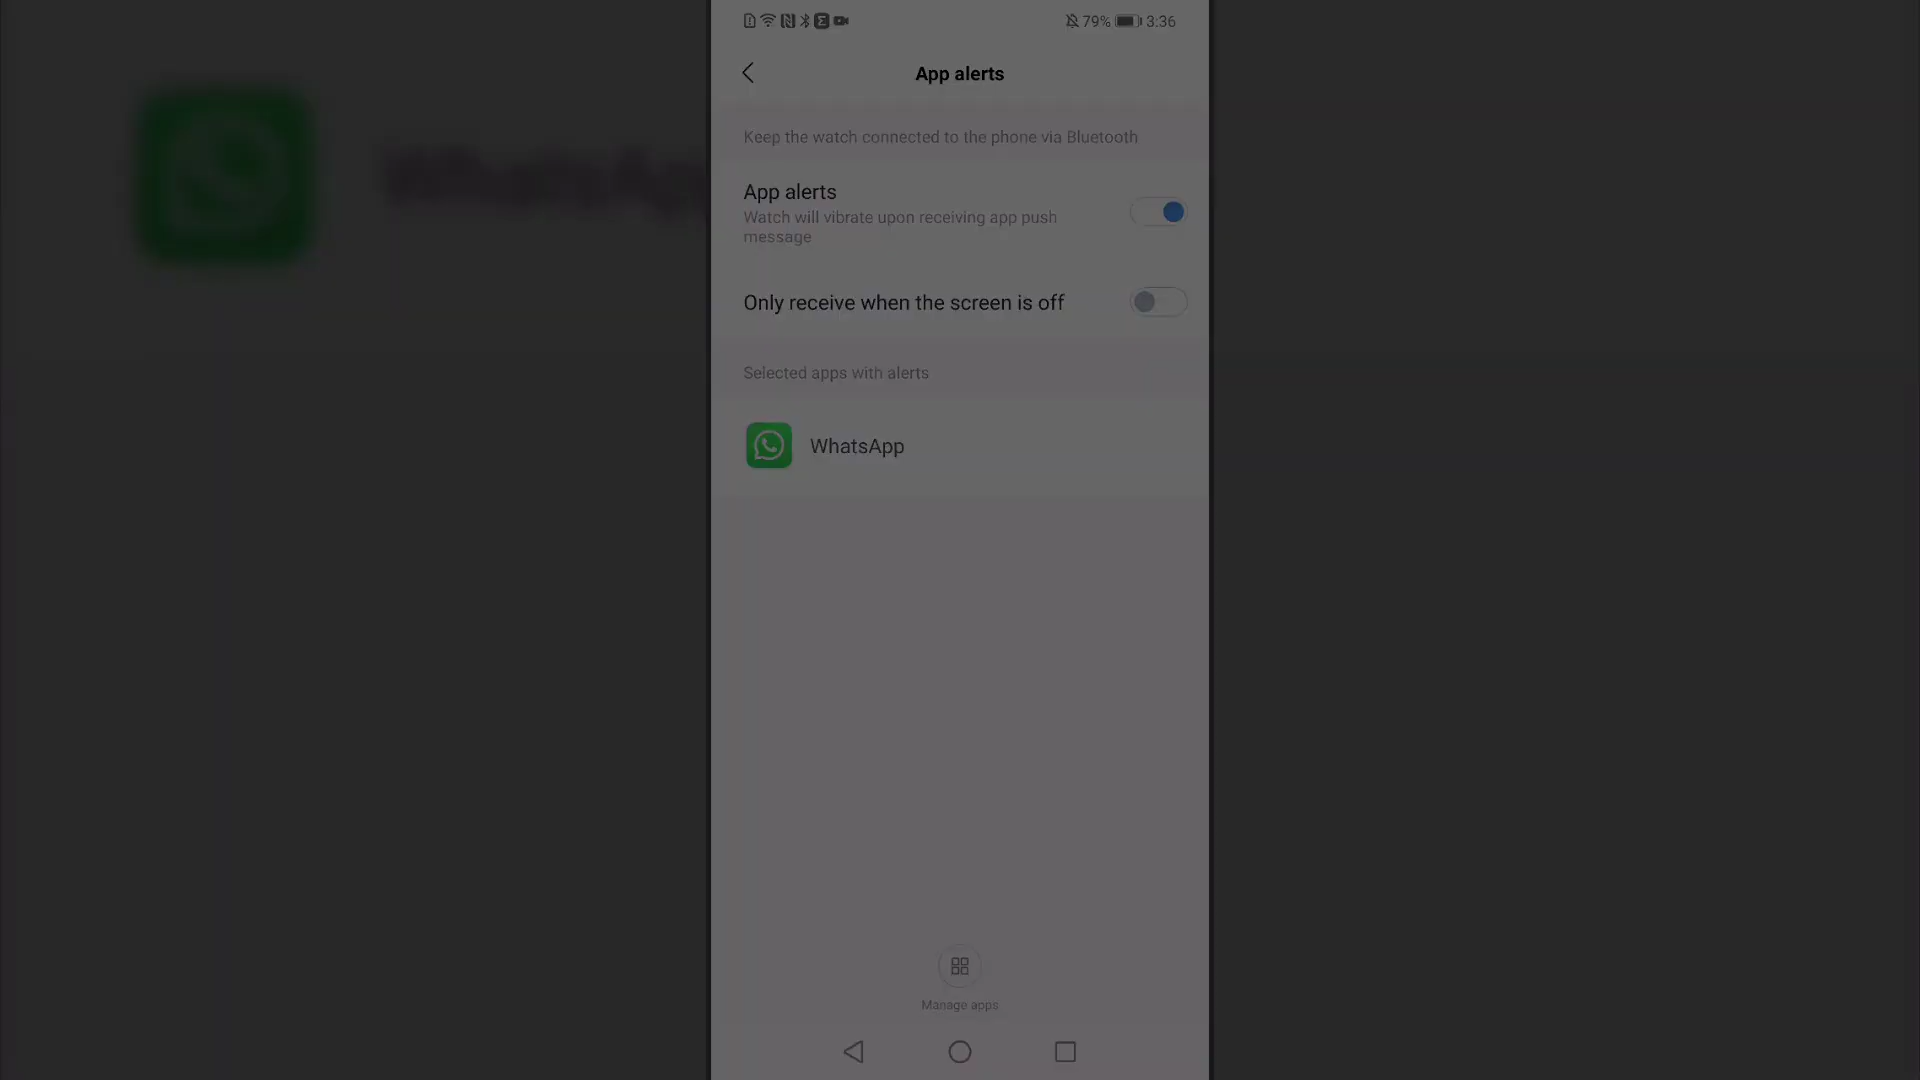 79% 3:36
App alerts
Keep the watch connected to the phone via Bluetooth
App alerts
Watch will vibrate upon receiving app push
message
Only receive when the screen is off
Selected apps with alerts
WhatsApp
WhatsApp
Manage apps